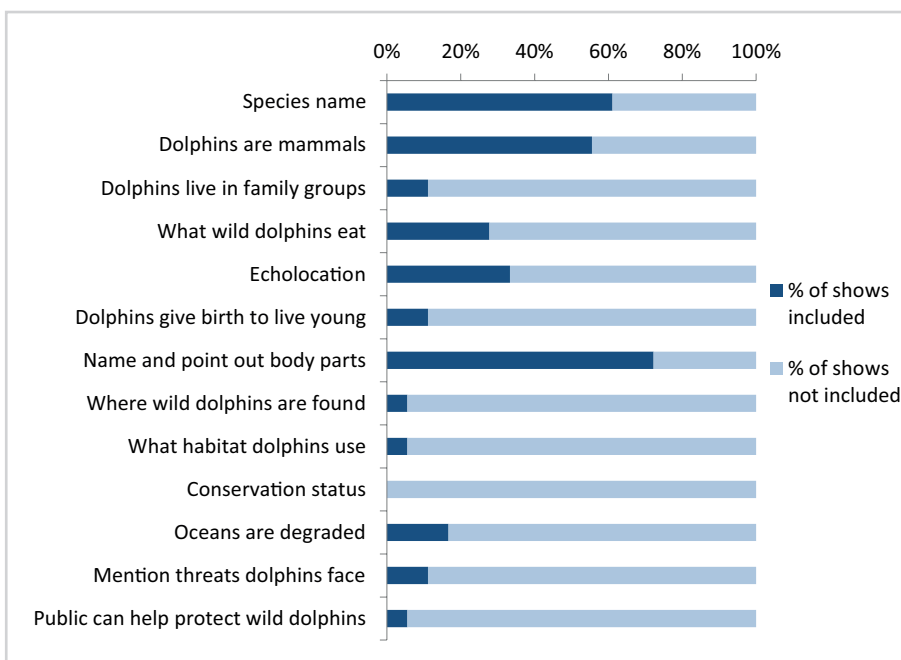 0% 20% 40% 60% 80% 100%
Species name
Dolphins are mammals
Dolphins live in family groups
What wild dolphins eat
Echolocation
Dolphins give birth to live young
Name and point out body parts
Where wild dolphins are found
What habitat dolphins use
Conservation status
Oceans are degraded
Mention threats dolphins face
Public can help protect wild dolphins
% of shows
included
% of shows
not included